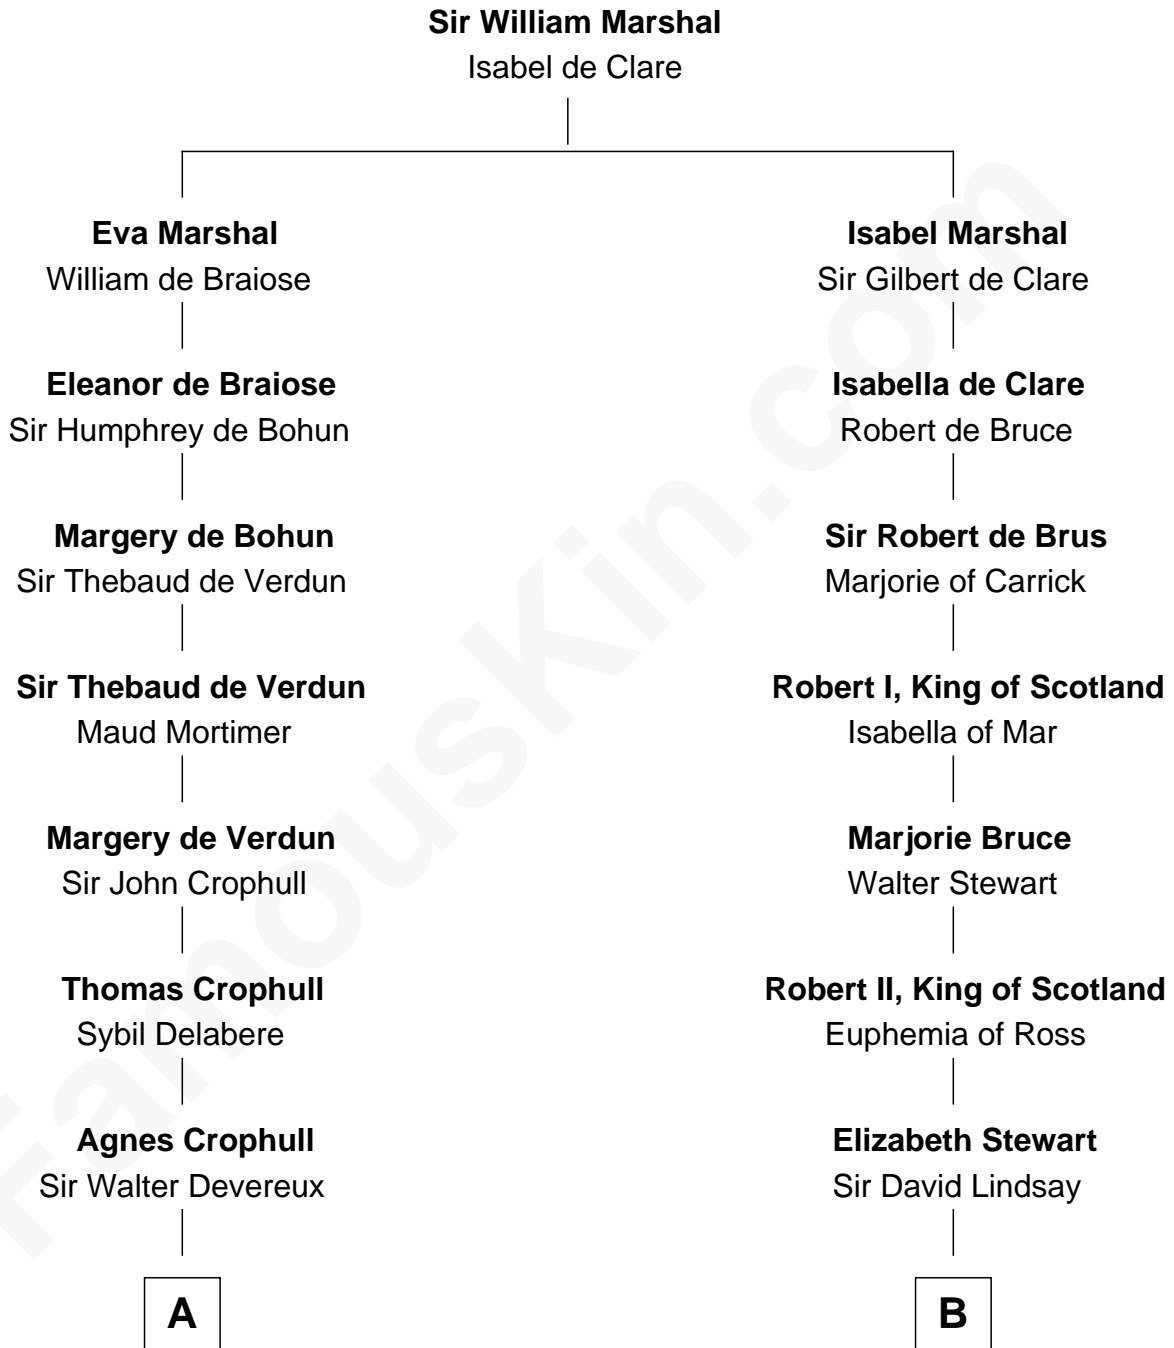 Sir William Marshal
Isabel de Clare
Eva Marshal
William de Braiose
Isabel Marshal
Sir Gilbert de Clare
Eleanor de Braiose
Sir Humphrey de Bohun
Isabella de Clare
Robert de Bruce
Margery de Bohun
Sir Thebaud de Verdun
Sir Robert de Brus
Marjorie of Carrick
Sir Thebaud de Verdun
Maud Mortimer
Robert I, King of Scotland
Isabella of Mar
Margery de Verdun
Sir John Crophull
Marjorie Bruce
Walter Stewart
Thomas Crophull
Sybil Delabere
Robert II, King of Scotland
Euphemia of Ross
Agnes Crophull
Sir Walter Devereux
Elizabeth Stewart
Sir David Lindsay
A
B
FamousKin.com